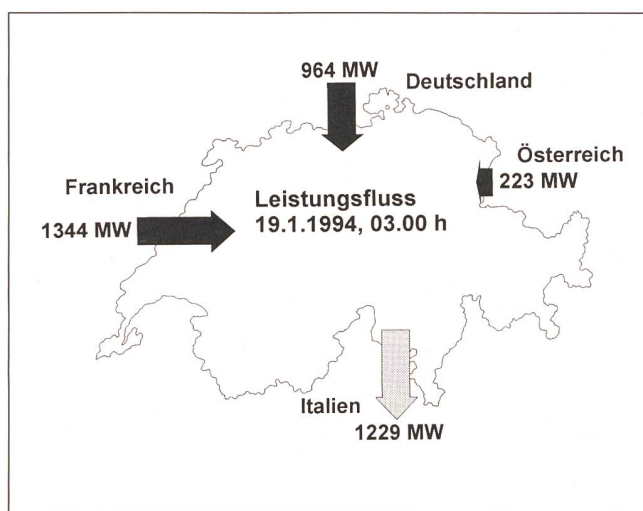 964 MW
Deutschland
Österreich
223 MW
Frankreich
1344 MW
Leistungsfluss
19.1.1994, 03.00 h
Italien
1229 MW